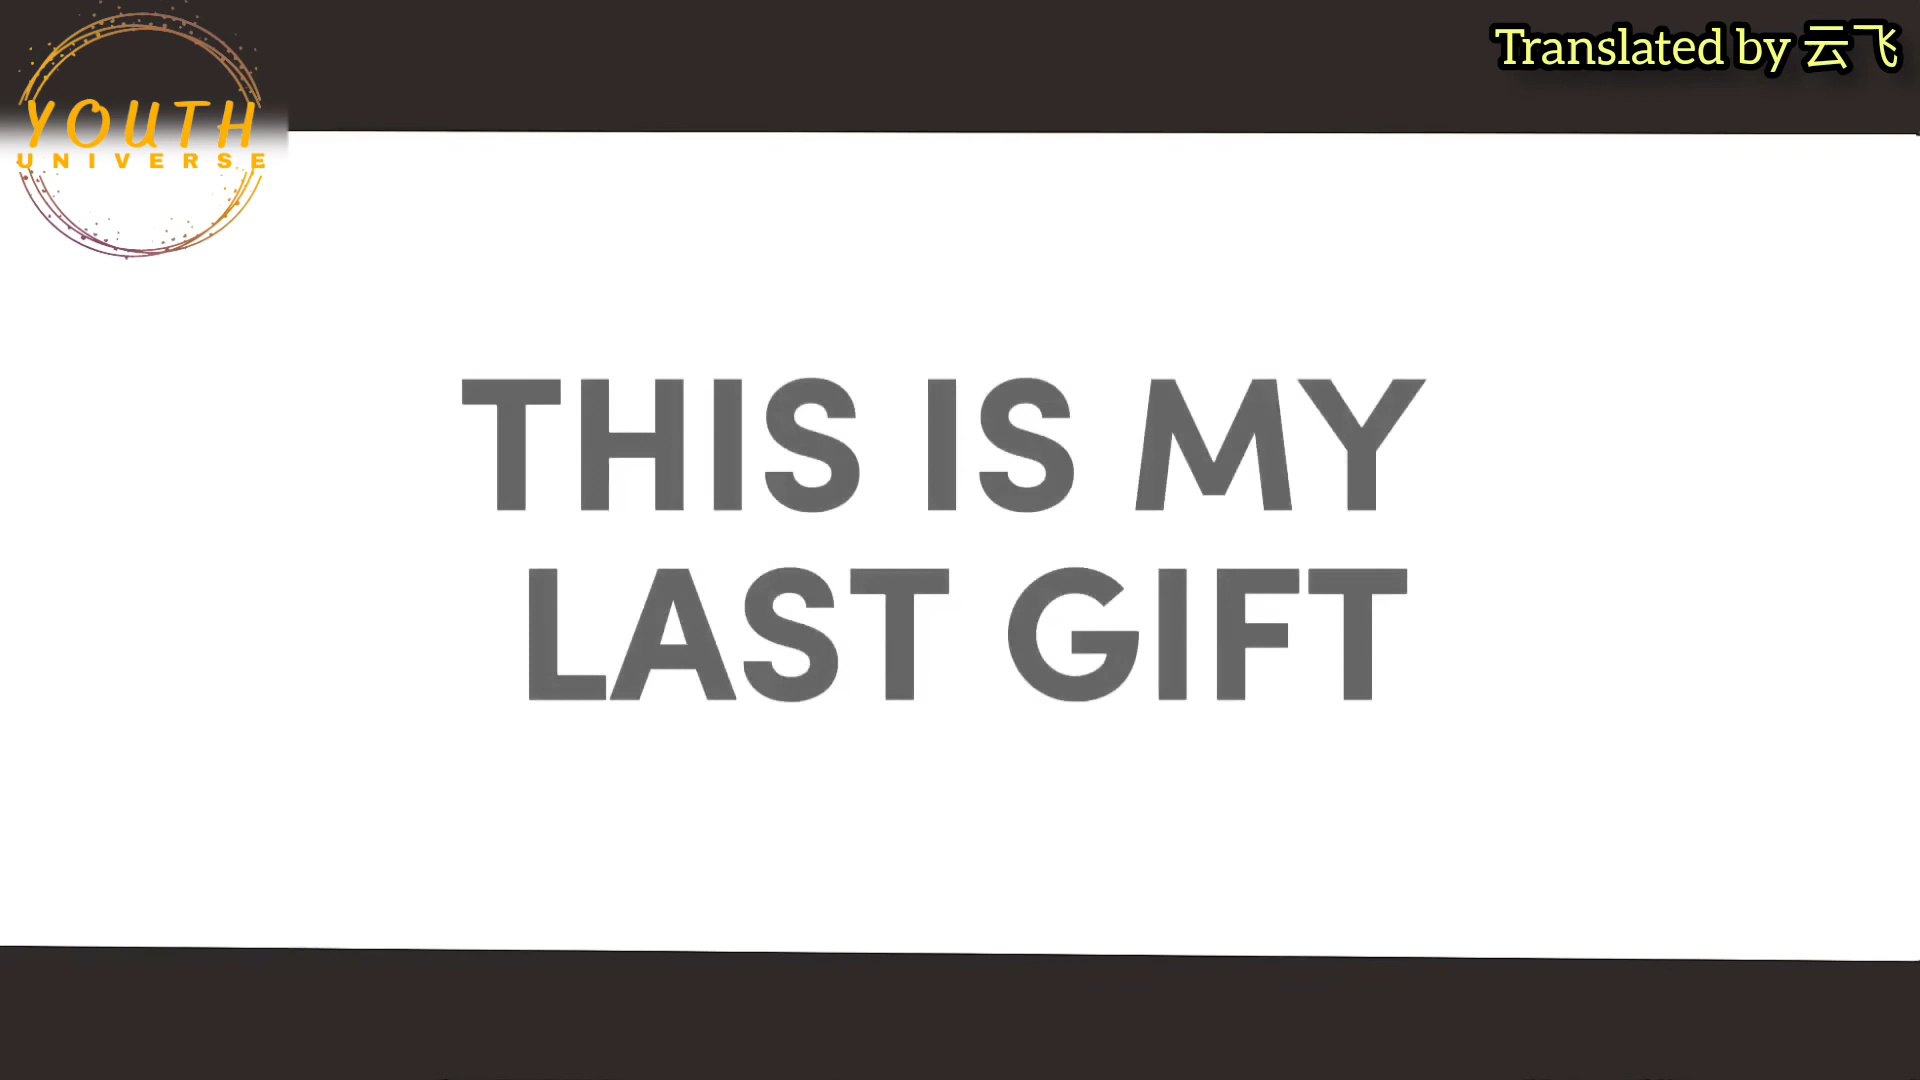 YOUTH
UNIVERSE
Translated by 云飞
THIS IS MY
LAST GIFT